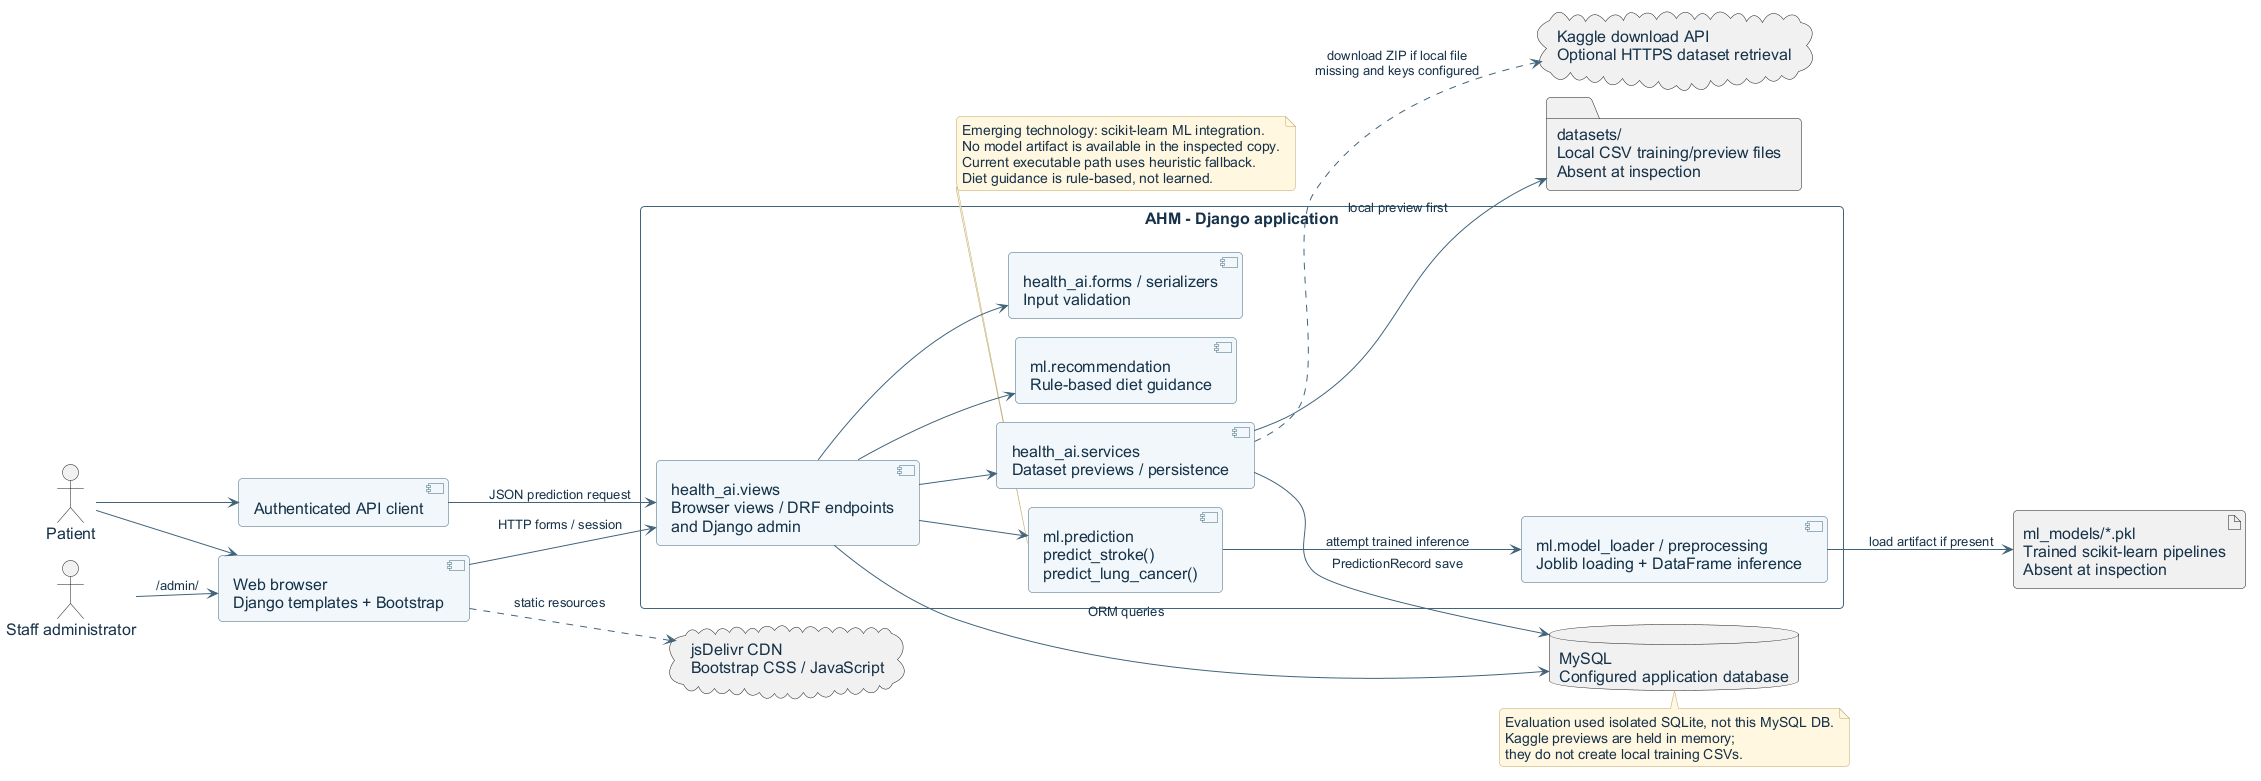 Kaggle download API
Optional HTTPS dataset retrieval
download ZIP if local file
missing and keys configured
datasets/
Local CSV training/preview files
Absent at inspection
Emerging technology: scikit-learn ML integration.
No model artifact is available in the inspected copy.
Current executable path uses heuristic fallback.
Diet guidance is rule-based, not learned.
local preview first
AHM - Django application
health_ai.forms / serializers
Input validation
ml.recommendation
Rule-based diet guidance
health_ai.services
Dataset previews / persistence
Patient
Authenticated API client
JSON prediction request
HTTP forms / session
health_ai.views
Browser views / DRF endpoints
and Django admin
ml.prediction
predict_stroke()
predict_lung_cancer()
attempt trained inference
PredictionRecord save
ml.model_loader / preprocessing
Joblib loading + DataFrame inference
load artifact if present
ml_models/*.pkl
Trained scikit-learn pipelines
Absent at inspection
Staff administrator
/admin/
Web browser
Django templates + Bootstrap
static resources
ORM queries
jsDelivr CDN
Bootstrap CSS / JavaScript
MySQL
Configured application database
Evaluation used isolated SQLite, not this MySQL DB.
Kaggle previews are held in memory;
they do not create local training CSVs.